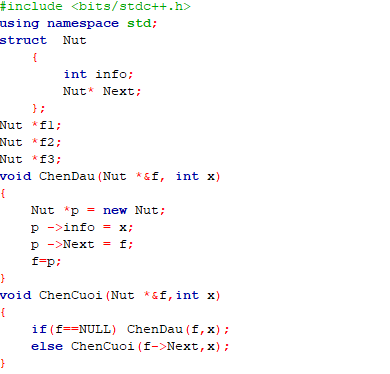 #include <bits/stdc++.h>
using namespace std;
struct  Nut
    {
        int info;
        Nut* Next;
    };
Nut *f1;
Nut *f2;
Nut *f3;
void ChenDau(Nut *&f, int x)
{
    Nut *p = new Nut;
    p ->info = x;
    p ->Next = f;
    f=p;
}
void ChenCuoi(Nut *&f,int x)
{
    if(f==NULL) ChenDau(f,x);
    else ChenCuoi(f->Next,x);
}